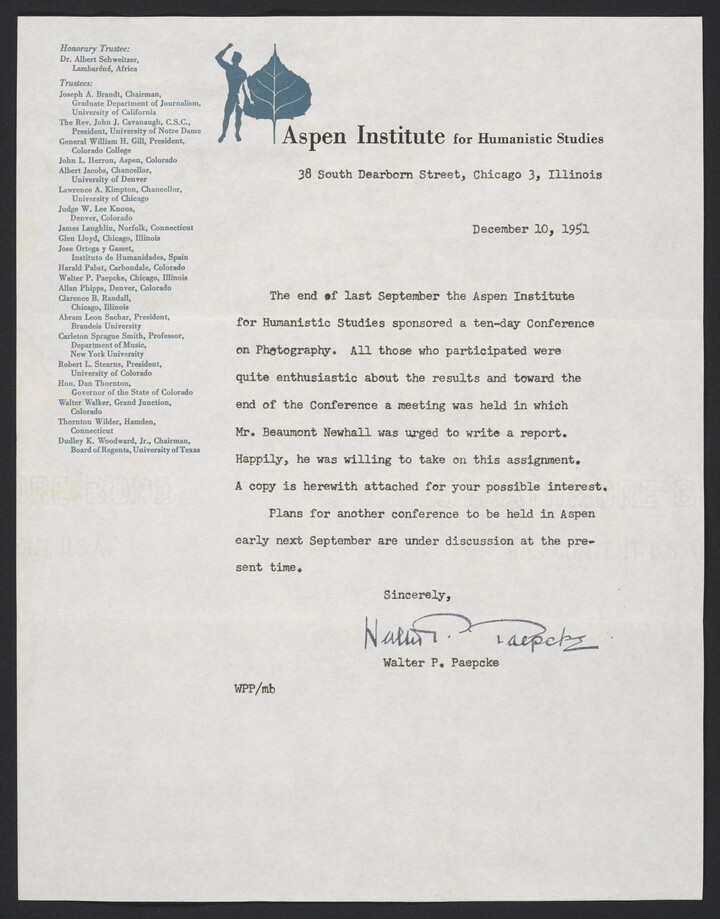 Honorary Trustee:
Dr. Albert Schweitzer,
Lambaréné, Africa
Trustees:
Joseph A. Brandt, Chairman,
Graduate Department of Journalism,
University of California
The Rev. John J. Cavanaugh, C.S.C.,
President, University of Notre Dame
General William H. Gill, President,
Colorado College
John L. Herron, Aspen, Colorado
Albert Jacobs, Chancellor,
University of Denver
Lawrence A. Kimpton, Chancellor,
University of Chicago
Judge W. Lee Knous,
Denver, Colorado
James Laughlin, Norfolk, Connecticut
Glen Lloyd, Chicago, Illinois
Jose Ortega y Gasset,
Instituto de Humanidades, Spain
Harald Pabst, Carbondale, Colorado
Walter P. Paepcke, Chicago, Illinois
Allan Phipps, Denver, Colorado
Clarence B. Randall,
Chicago, Illinois
Abram Leon Sachar, President,
Brandeis University
Carleton Sprague Smith, Professor,
Department of Music,
New York University
Robert L. Stearns, President,
University of Colorado
Hon. Dan Thornton,
Governor of the State of Colorado
Walter Walker, Grand Junction,
Colorado
Thornton Wilder, Hamden,
Connecticut
Dudley K. Woodward, Jr., Chairman,
Board of Regents, University of Texas
Aspen Institute for Humanistic Studies
38 South Dearborn Street, Chicago 3, Illinois
December 10, 1951
The end of last September the Aspen Institute
for Humanistic Studies sponsored a ten-day Conference
on Photography. All those who participated were
quite enthusiastic about the results and toward the
end of the Conference a meeting was held in which
Mr. Beaumont Newhall was urged to write a report.
Happily, he was willing to take on this assignment.
A copy is herewith attached for your possible interest.
Plans for another conference to be held in Aspen
early next September are under discussion at the pre-
sent time.
Sincerely,
Walter P. Paepcke
Walter P. Paepcke
WPP/mb